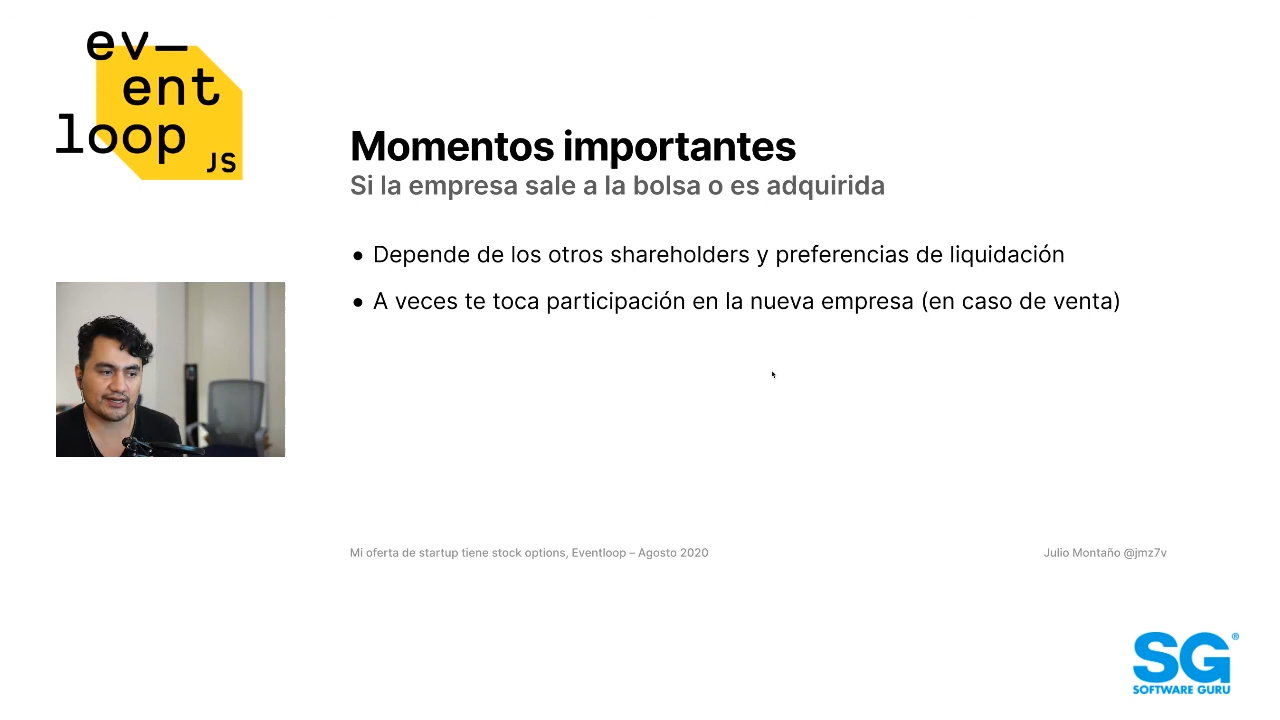 ev—
ent
loop
JS
Momentos importantes
Si la empresa sale a la bolsa o es adquirida
• Depende de los otros shareholders y preferencias de liquidación
• A veces te toca participación en la nueva empresa (en caso de venta)
Mi oferta de startup tiene stock options, Eventloop – Agosto 2020
Julio Montaño @jmz7v
SG®
SOFTWARE GURU